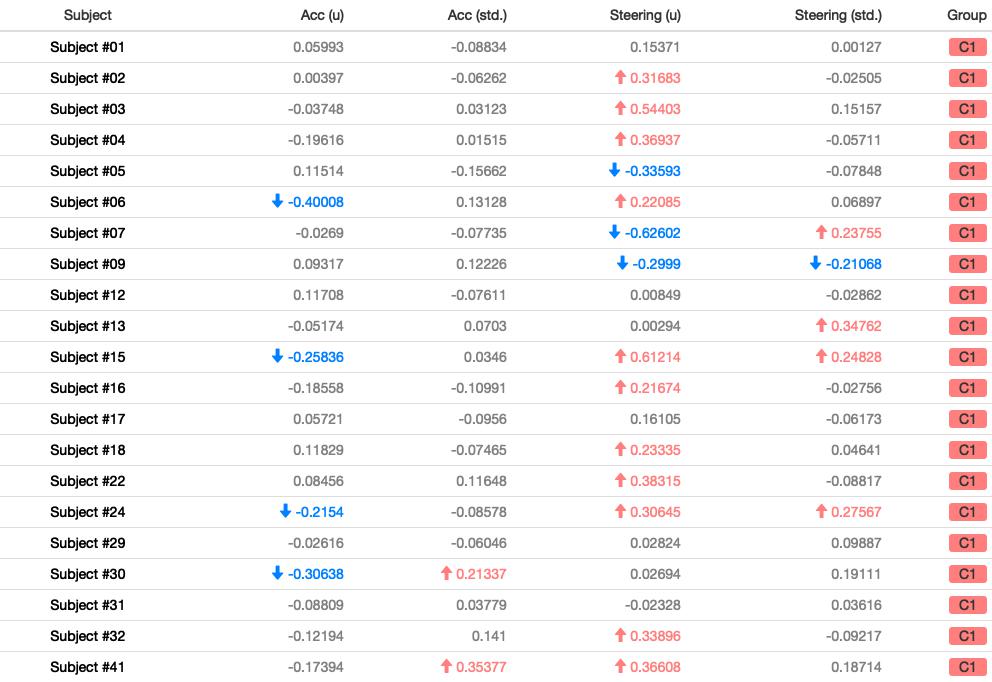 Subject Acc (u) Acc (std.) Steering (u) Steering (std.) Group
Subject #01 0.05993 -0.08834 0.15371 0.00127 C1
Subject #02 0.00397 -0.06262 0.31683 -0.02505 C1
Subject #03 -0.03748 0.03123 0.54403 0.15157 C1
Subject #04 -0.19616 0.01515 0.36937 -0.05711 C1
Subject #05 0.11514 -0.15662 -0.33593 -0.07848 C1
Subject #06 -0.40008 0.13128 0.22085 0.06897 C1
Subject #07 -0.0269 -0.07735 -0.62602 0.23755 C1
Subject #09 0.09317 0.12226 -0.2999 -0.21068 C1
Subject #12 0.11708 -0.07611 0.00849 -0.02862 C1
Subject #13 -0.05174 0.0703 0.00294 0.34762 C1
Subject #15 -0.25836 0.0346 0.61214 0.24828 C1
Subject #16 -0.18558 -0.10991 0.21674 -0.02756 C1
Subject #17 0.05721 -0.0956 0.16105 -0.06173 C1
Subject #18 0.11829 -0.07465 0.23335 0.04641 C1
Subject #22 0.08456 0.11648 0.38315 -0.08817 C1
Subject #24 -0.2154 -0.08578 0.30645 0.27567 C1
Subject #29 -0.02616 -0.06046 0.02824 0.09887 C1
Subject #30 -0.30638 0.21337 0.02694 0.19111 C1
Subject #31 -0.08809 0.03779 -0.02328 0.03616 C1
Subject #32 -0.12194 0.141 0.33896 -0.09217 C1
Subject #41 -0.17394 0.35377 0.36608 0.18714 C1